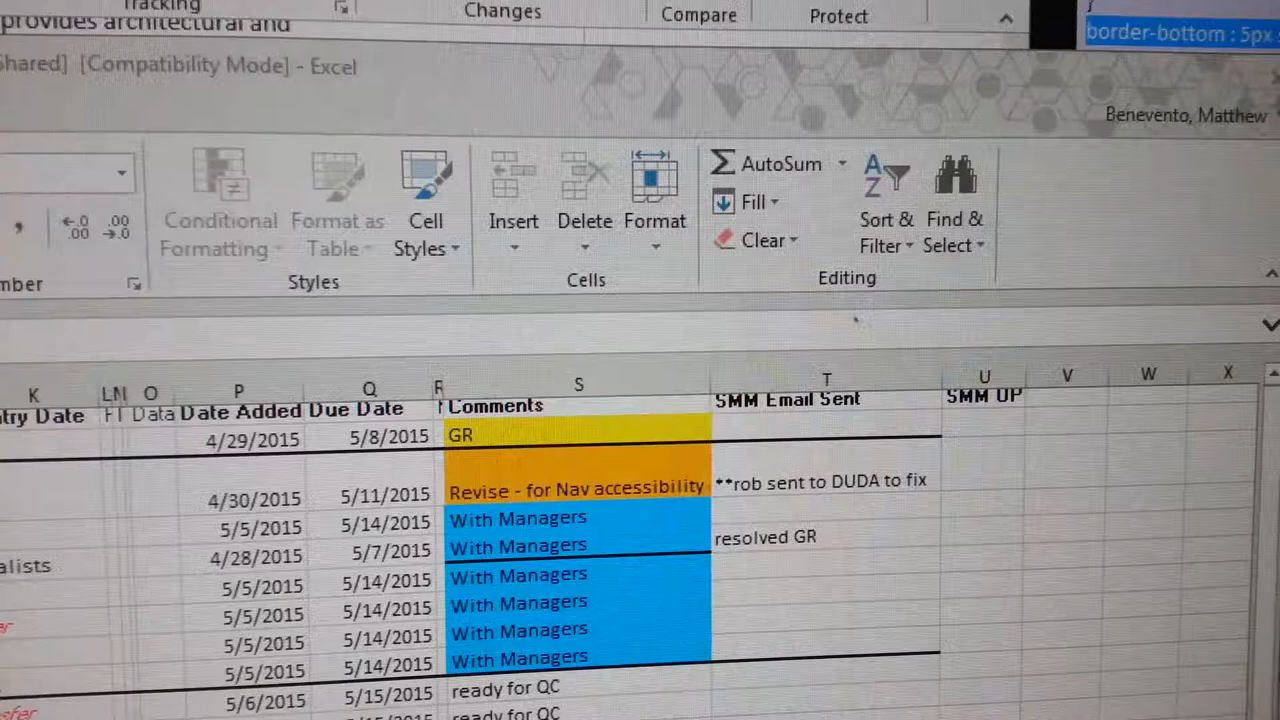 Tracking
Changes
Compare
Protect
provides architectural and
border-bottom : 5px
Shared] [Compatibility Mode] - Excel
Benevento, Matthew
Conditional Formatting
Format as Table
Cell Styles
Insert
Delete
Format
AutoSum
Fill
Clear
Sort & Filter
Find & Select
mber
Styles
Cells
Editing
K L N O P Q R S T U V W X
try Date Data Date Added Due Date Comments SMM Email Sent SMM UP
4/29/2015 5/8/2015 GR
4/30/2015 5/11/2015 Revise - for Nav accessibility **rob sent to DUDA to fix
5/5/2015 5/14/2015 With Managers
alists 4/28/2015 5/7/2015 With Managers resolved GR
5/5/2015 5/14/2015 With Managers
5/5/2015 5/14/2015 With Managers
er 5/5/2015 5/14/2015 With Managers
5/5/2015 5/14/2015 With Managers
sfer 5/6/2015 5/15/2015 ready for QC
ready for QC